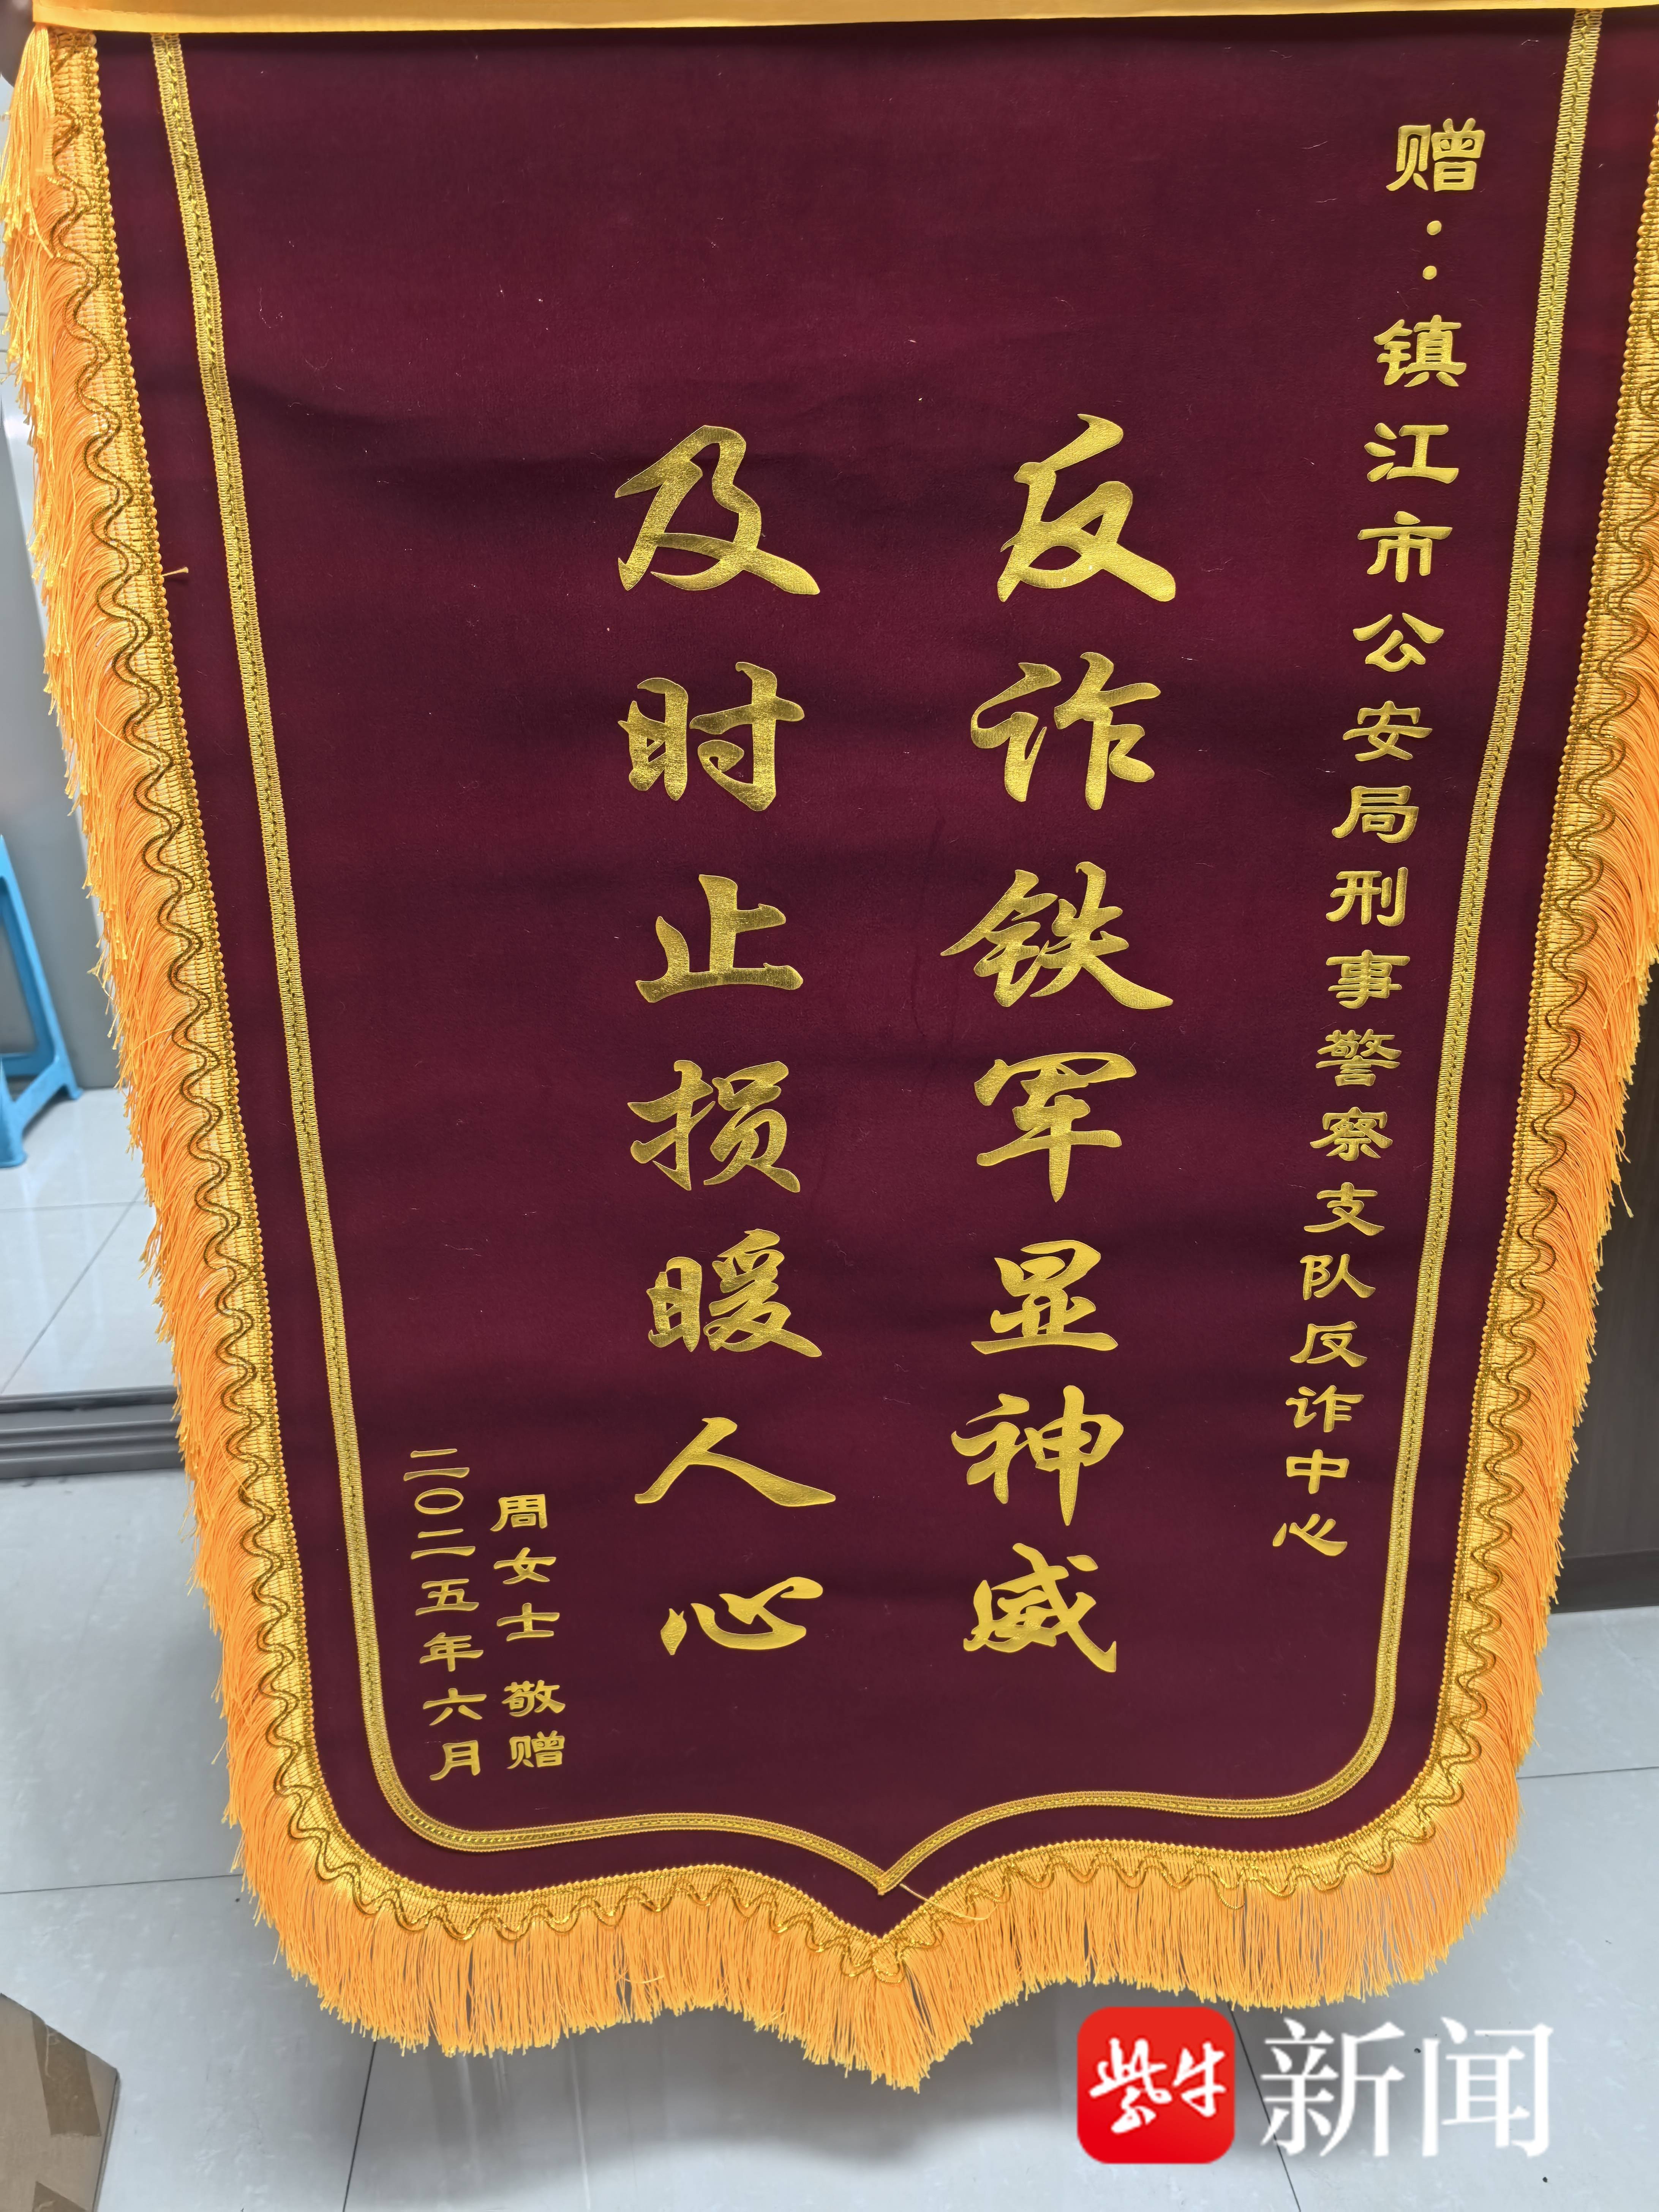 赠：镇江市公安局刑事警察支队反诈中心
反诈铁军显神威
及时止损暖人心
周女士 敬赠
二〇二五年六月
紫牛新闻